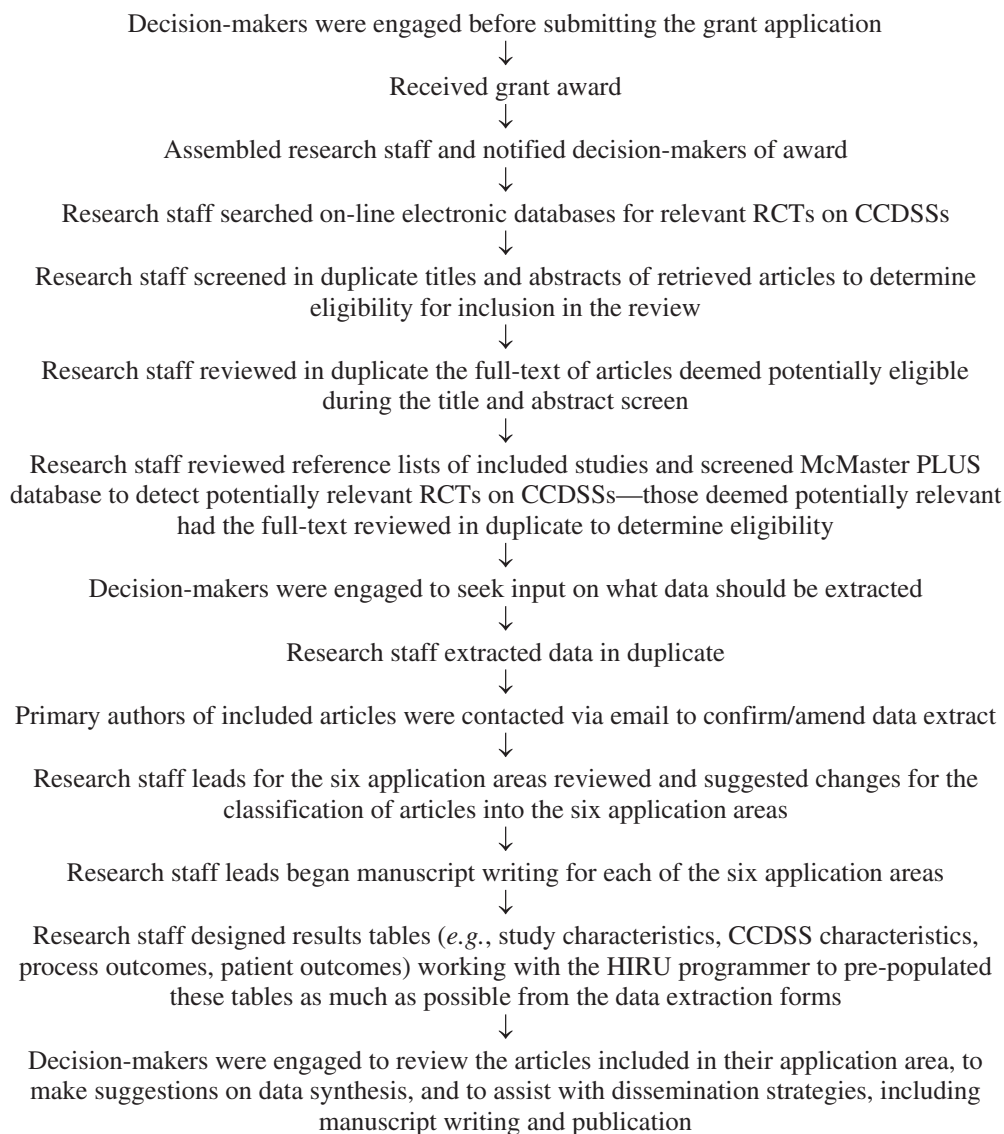 Decision-makers were engaged before submitting the grant application
↓
Received grant award
↓
Assembled research staff and notified decision-makers of award
↓
Research staff searched on-line electronic databases for relevant RCTs on CCDSSs
↓
Research staff screened in duplicate titles and abstracts of retrieved articles to determine
eligibility for inclusion in the review
↓
Research staff reviewed in duplicate the full-text of articles deemed potentially eligible
during the title and abstract screen
↓
Research staff reviewed reference lists of included studies and screened McMaster PLUS
database to detect potentially relevant RCTs on CCDSSs—those deemed potentially relevant
had the full-text reviewed in duplicate to determine eligibility
↓
Decision-makers were engaged to seek input on what data should be extracted
↓
Research staff extracted data in duplicate
↓
Primary authors of included articles were contacted via email to confirm/amend data extract
↓
Research staff leads for the six application areas reviewed and suggested changes for the
classification of articles into the six application areas
↓
Research staff leads began manuscript writing for each of the six application areas
↓
Research staff designed results tables (e.g., study characteristics, CCDSS characteristics,
process outcomes, patient outcomes) working with the HIRU programmer to pre-populated
these tables as much as possible from the data extraction forms
↓
Decision-makers were engaged to review the articles included in their application area, to
make suggestions on data synthesis, and to assist with dissemination strategies, including
manuscript writing and publication